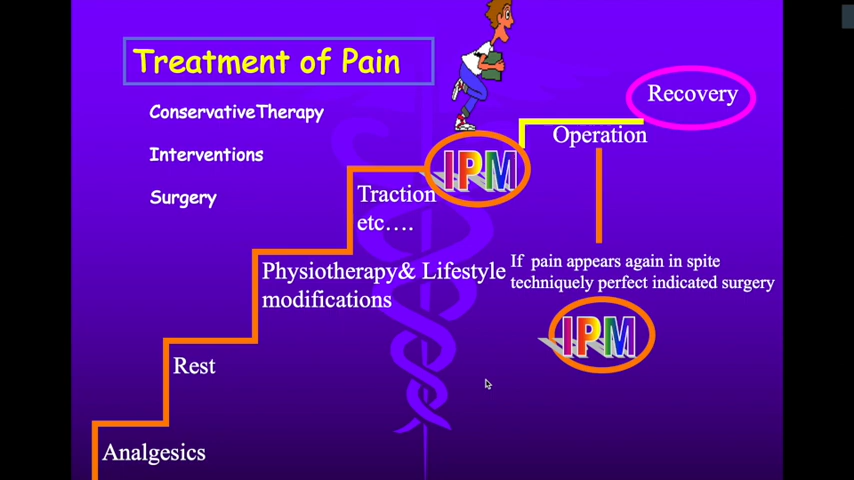 Treatment of Pain
ConservativeTherapy
Interventions
Surgery
Recovery
Operation
IPM
Traction
etc....
Physiotherapy& Lifestyle
modifications
If pain appears again in spite
techniquely perfect indicated surgery
IPM
Rest
Analgesics